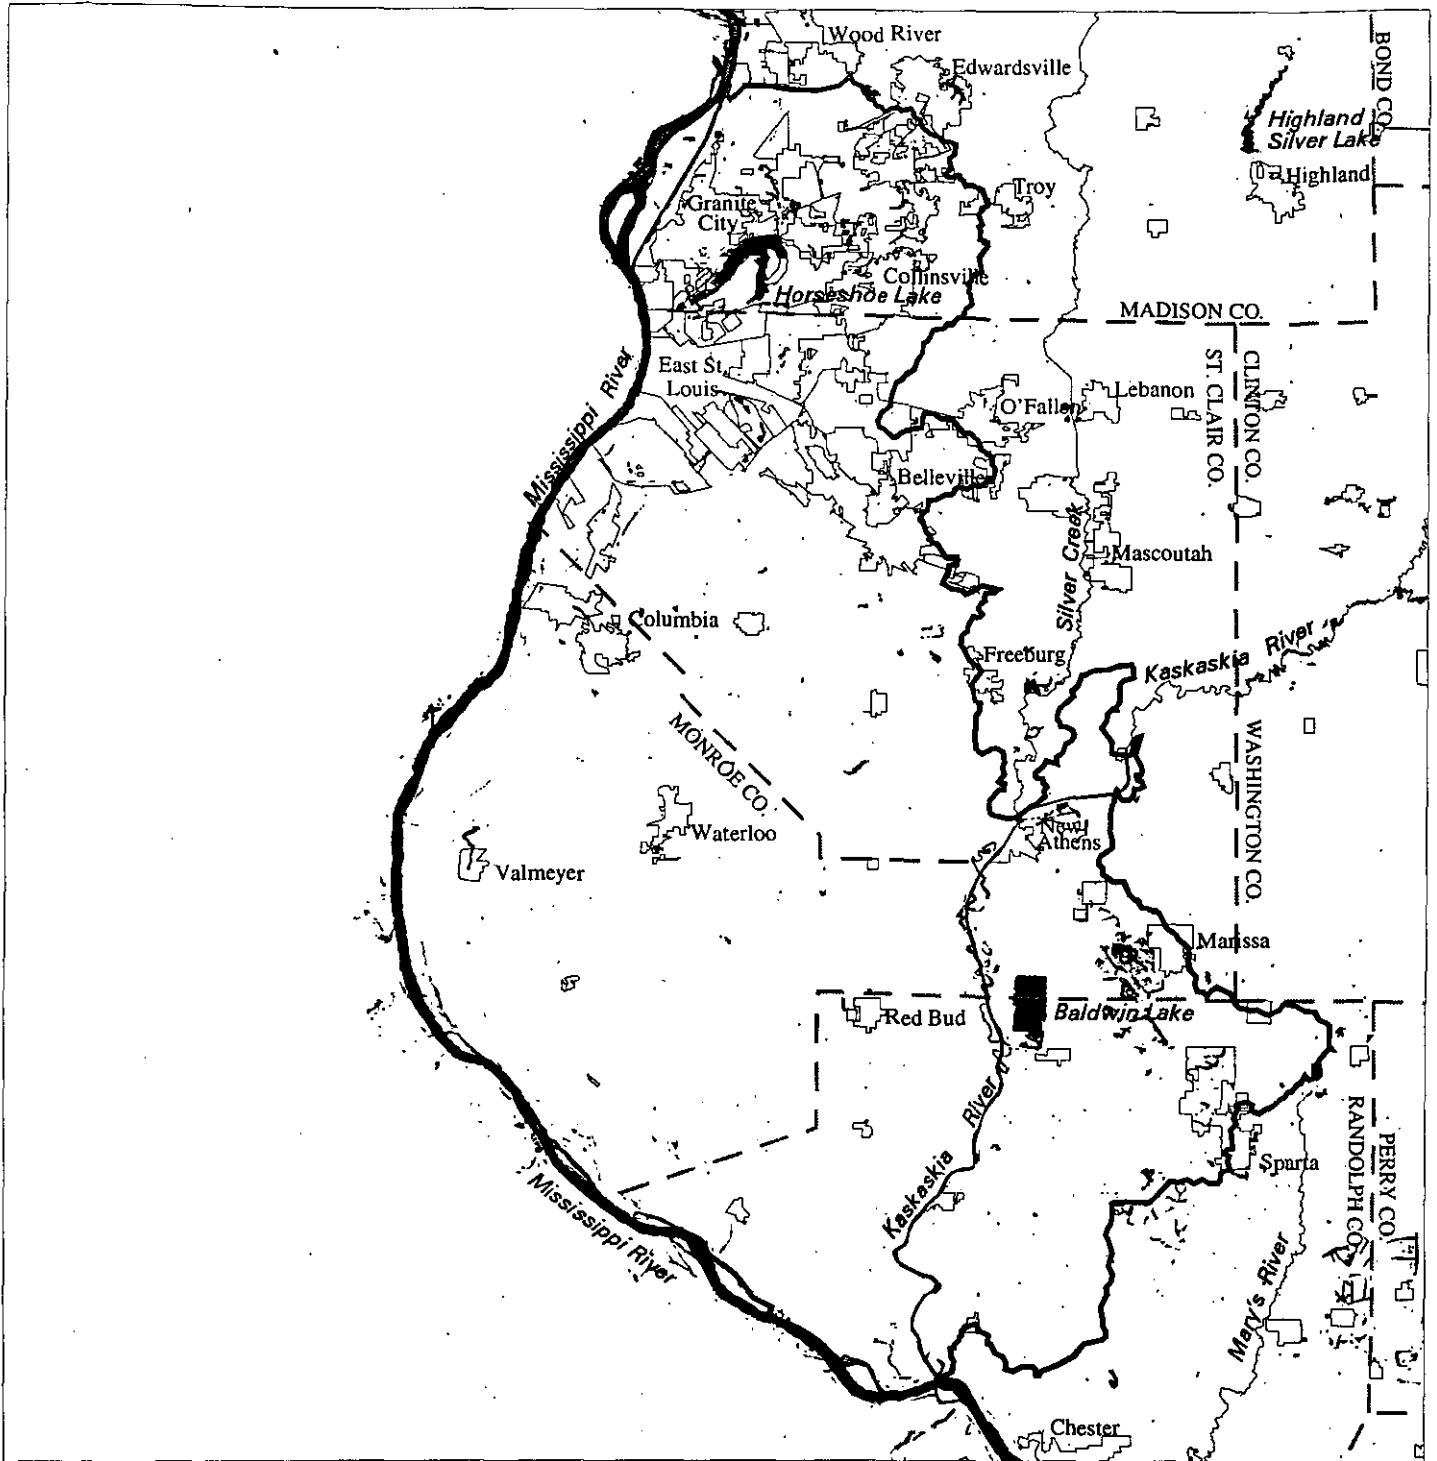 Wood River
Edwardsville
BOND CO.
Highland
Silver Lake
Highland
Troy
Granite
City
Collinsville
Horseshoe Lake
MADISON CO.
Mississippi River
East St.
Louis
CLINTON CO.
ST. CLAIR CO.
Lebanon
O'Fallon
Belleville
Silver Creek
Mascoutah
Columbia
Freeburg
Kaskaskia River
MONROE CO.
WASHINGTON CO.
Waterloo
New
Athens
Valmeyer
Marissa
Red Bud
Baldwin Lake
Kaskaskia River
RANDOLPH CO.
PERRY CO.
Sparta
Mississippi River
Mary's River
Chester